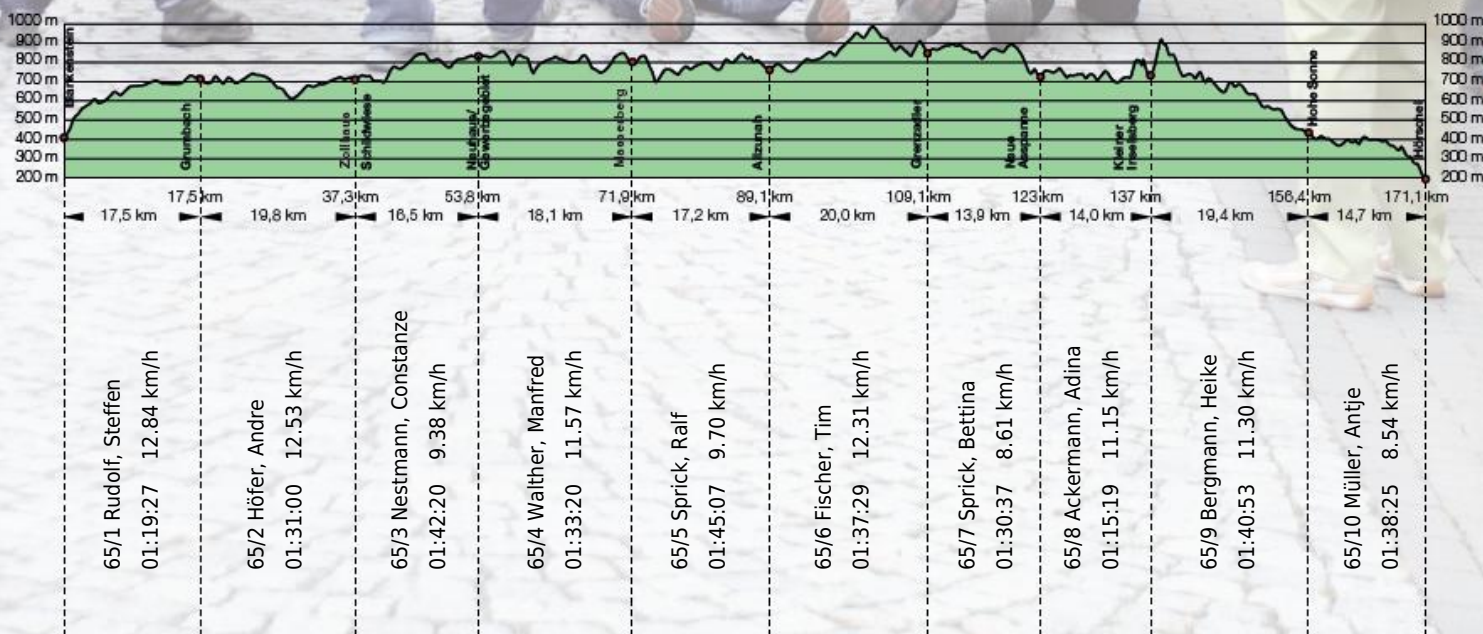 1000 m 1000 m
900 m 900 m
800 m 800 m
700 m 700 m
600 m 600 m
500 m 500 m
400 m 400 m
300 m 300 m
200 m 200 m
Blankenstein
Grumbach
Zollhaus
Schildwiese
Neuhaus/
Gewerbegebiet
Masserberg
Allzunah
Grenzadler
Neue
Ausspanne
Kleiner
Inselsberg
Hohe Sonne
Hörschel
17,5 km 37,3 km 53,8 km 71,9 km 89,1 km 109,1 km 123 km 137 km 156,4 km 171,1 km
17,5 km 19,8 km 16,5 km 18,1 km 17,2 km 20,0 km 13,9 km 14,0 km 19,4 km 14,7 km
65/1 Rudolf, Steffen
01:19:27 12.84 km/h
65/2 Höfer, Andre
01:31:00 12.53 km/h
65/3 Nestmann, Constanze
01:42:20 9.38 km/h
65/4 Walther, Manfred
01:33:20 11.57 km/h
65/5 Sprick, Ralf
01:45:07 9.70 km/h
65/6 Fischer, Tim
01:37:29 12.31 km/h
65/7 Sprick, Bettina
01:30:37 8.61 km/h
65/8 Ackermann, Adina
01:15:19 11.15 km/h
65/9 Bergmann, Heike
01:40:53 11.30 km/h
65/10 Müller, Antje
01:38:25 8.54 km/h